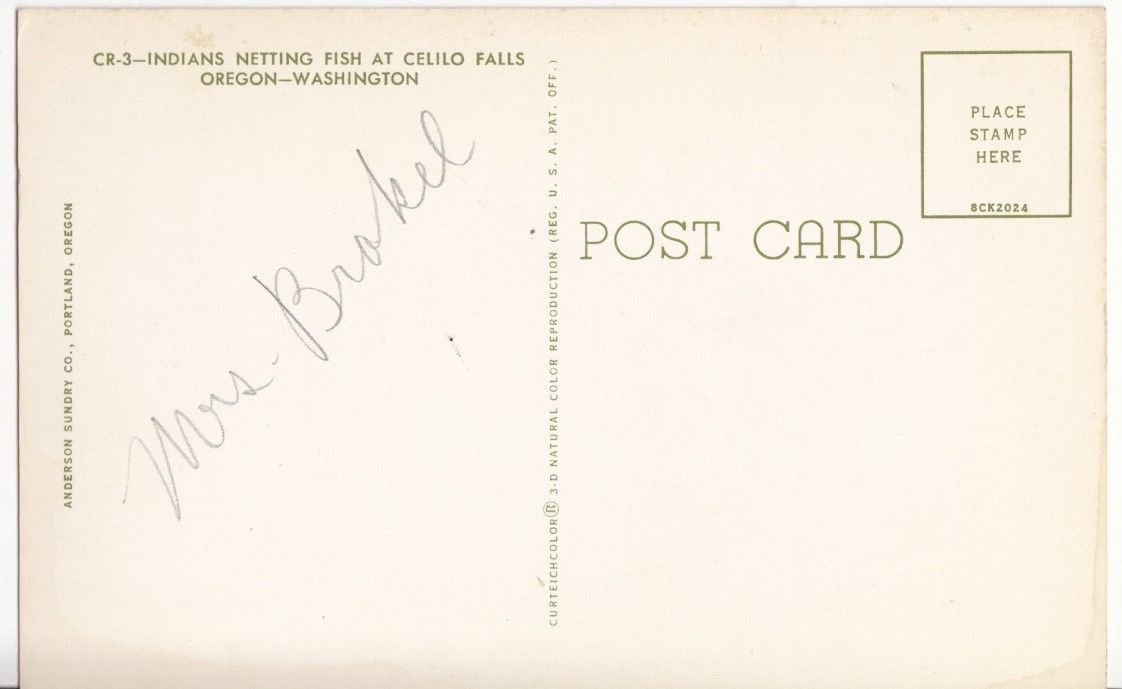 CR-3—INDIANS NETTING FISH AT CELILO FALLS
OREGON—WASHINGTON
ANDERSON SUNDRY CO., PORTLAND, OREGON
Mrs. Brakel
CURTEICHCOLOR® 3-D NATURAL COLOR REPRODUCTION (REG. U. S. A. PAT. OFF.)
POST CARD
PLACE
STAMP
HERE
8CK2024